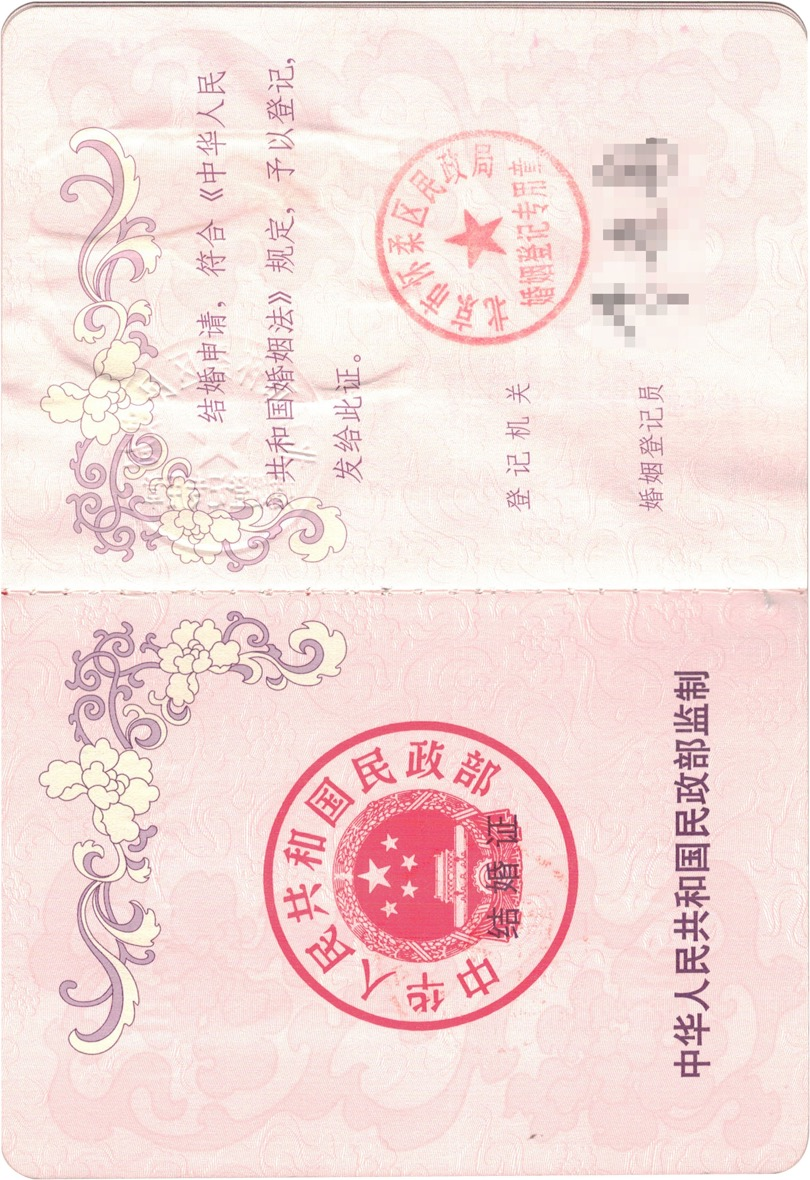 中华人民共和国民政部
结婚证
中华人民共和国民政部监制
结婚申请，符合《中华人民
共和国婚姻法》规定，予以登记，
发给此证。
登记机关
北京市怀柔区民政局
婚姻登记专用章
婚姻登记员